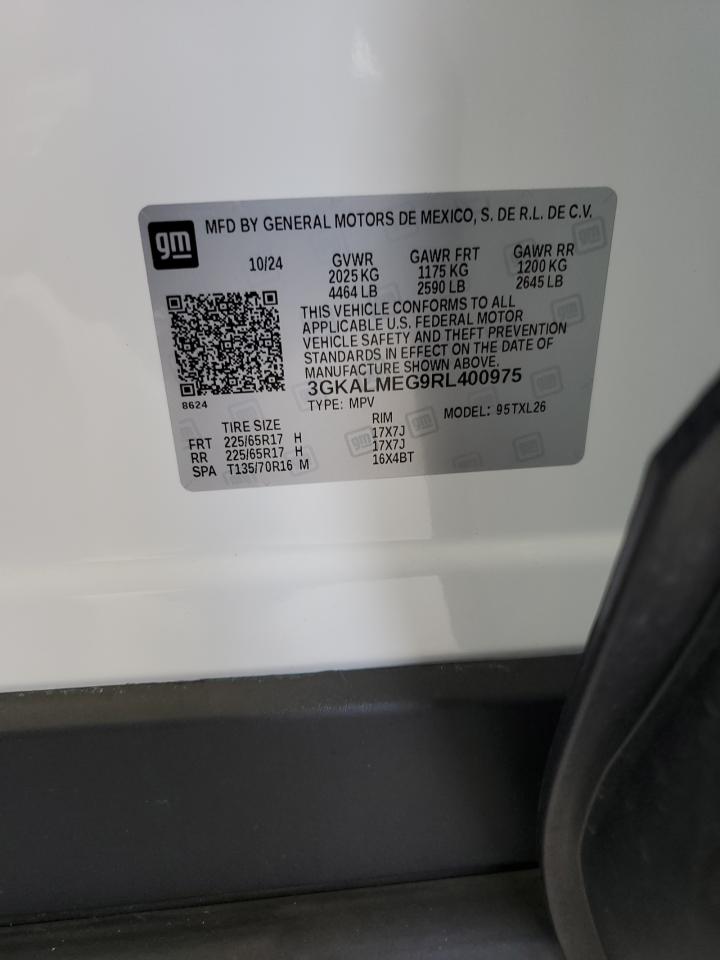 gm MFD BY GENERAL MOTORS DE MEXICO, S. DE R.L. DE C.V.
10/24 GVWR GAWR FRT GAWR RR
2025 KG 1175 KG 1200 KG
4464 LB 2590 LB 2645 LB
THIS VEHICLE CONFORMS TO ALL
APPLICABLE U.S. FEDERAL MOTOR
VEHICLE SAFETY AND THEFT PREVENTION
STANDARDS IN EFFECT ON THE DATE OF
MANUFACTURE SHOWN ABOVE.
3GKALMEG9RL400975
8624
TYPE: MPV MODEL: 95TXL26
TIRE SIZE RIM
FRT 225/65R17 H 17X7J
RR 225/65R17 H 17X7J
SPA T135/70R16 M 16X4BT